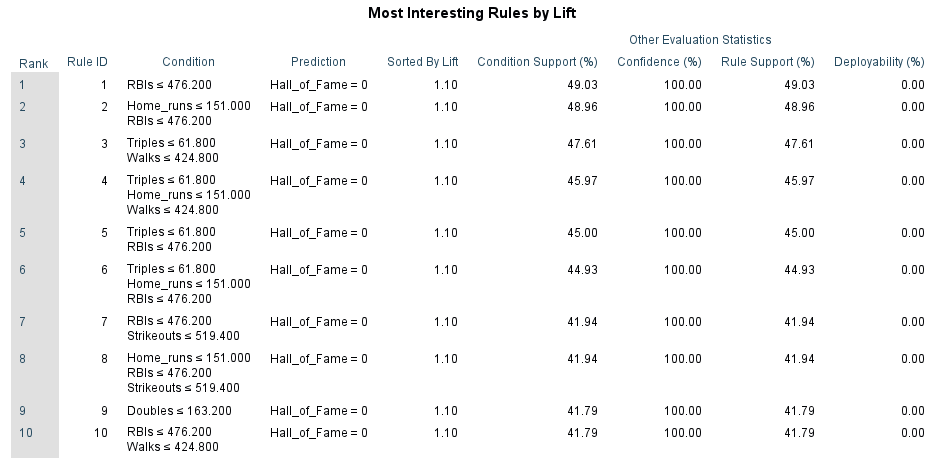 Most Interesting Rules by Lift
Other Evaluation Statistics
Rank Rule ID Condition Prediction Sorted By Lift Condition Support (%) Confidence (%) Rule Support (%) Deployability (%)
1 1 RBIs ≤ 476.200 Hall_of_Fame = 0 1.10 49.03 100.00 49.03 0.00
2 2 Home_runs ≤ 151.000 Hall_of_Fame = 0 1.10 48.96 100.00 48.96 0.00
RBIs ≤ 476.200
3 3 Triples ≤ 61.800 Hall_of_Fame = 0 1.10 47.61 100.00 47.61 0.00
Walks ≤ 424.800
4 4 Triples ≤ 61.800 Hall_of_Fame = 0 1.10 45.97 100.00 45.97 0.00
Home_runs ≤ 151.000
Walks ≤ 424.800
5 5 Triples ≤ 61.800 Hall_of_Fame = 0 1.10 45.00 100.00 45.00 0.00
RBIs ≤ 476.200
6 6 Triples ≤ 61.800 Hall_of_Fame = 0 1.10 44.93 100.00 44.93 0.00
Home_runs ≤ 151.000
RBIs ≤ 476.200
7 7 RBIs ≤ 476.200 Hall_of_Fame = 0 1.10 41.94 100.00 41.94 0.00
Strikeouts ≤ 519.400
8 8 Home_runs ≤ 151.000 Hall_of_Fame = 0 1.10 41.94 100.00 41.94 0.00
RBIs ≤ 476.200
Strikeouts ≤ 519.400
9 9 Doubles ≤ 163.200 Hall_of_Fame = 0 1.10 41.79 100.00 41.79 0.00
10 10 RBIs ≤ 476.200 Hall_of_Fame = 0 1.10 41.79 100.00 41.79 0.00
Walks ≤ 424.800